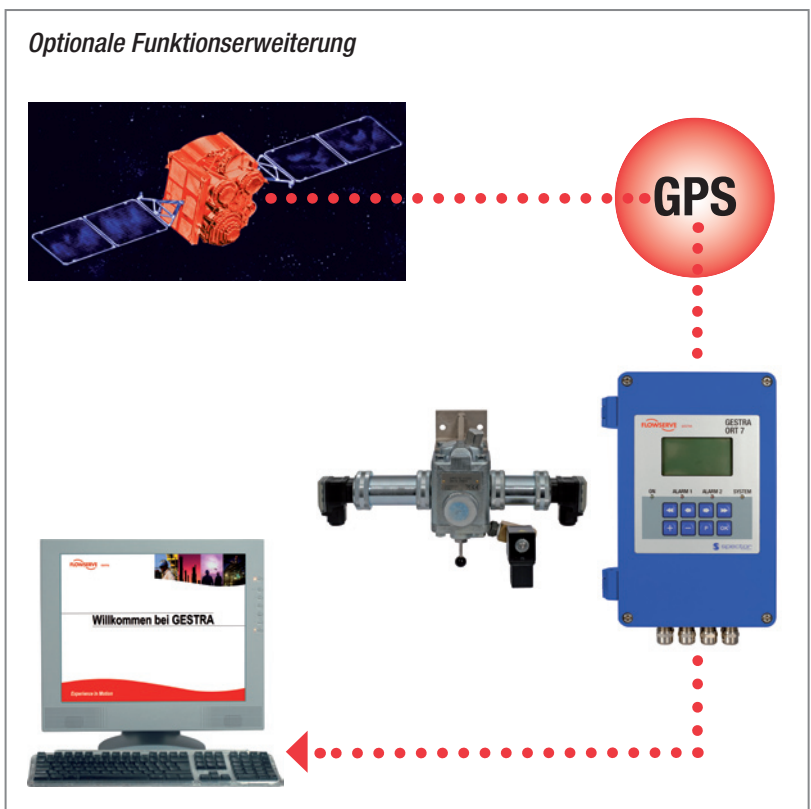 Optionale Funktionserweiterung
GPS
FLOWSERVE
GESTRA
GESTRA
ORT 7
ON ALARM 1 ALARM 2 SYSTEM
+ − P OK
FLOWSERVE
Willkommen bei GESTRA
Experience In Motion